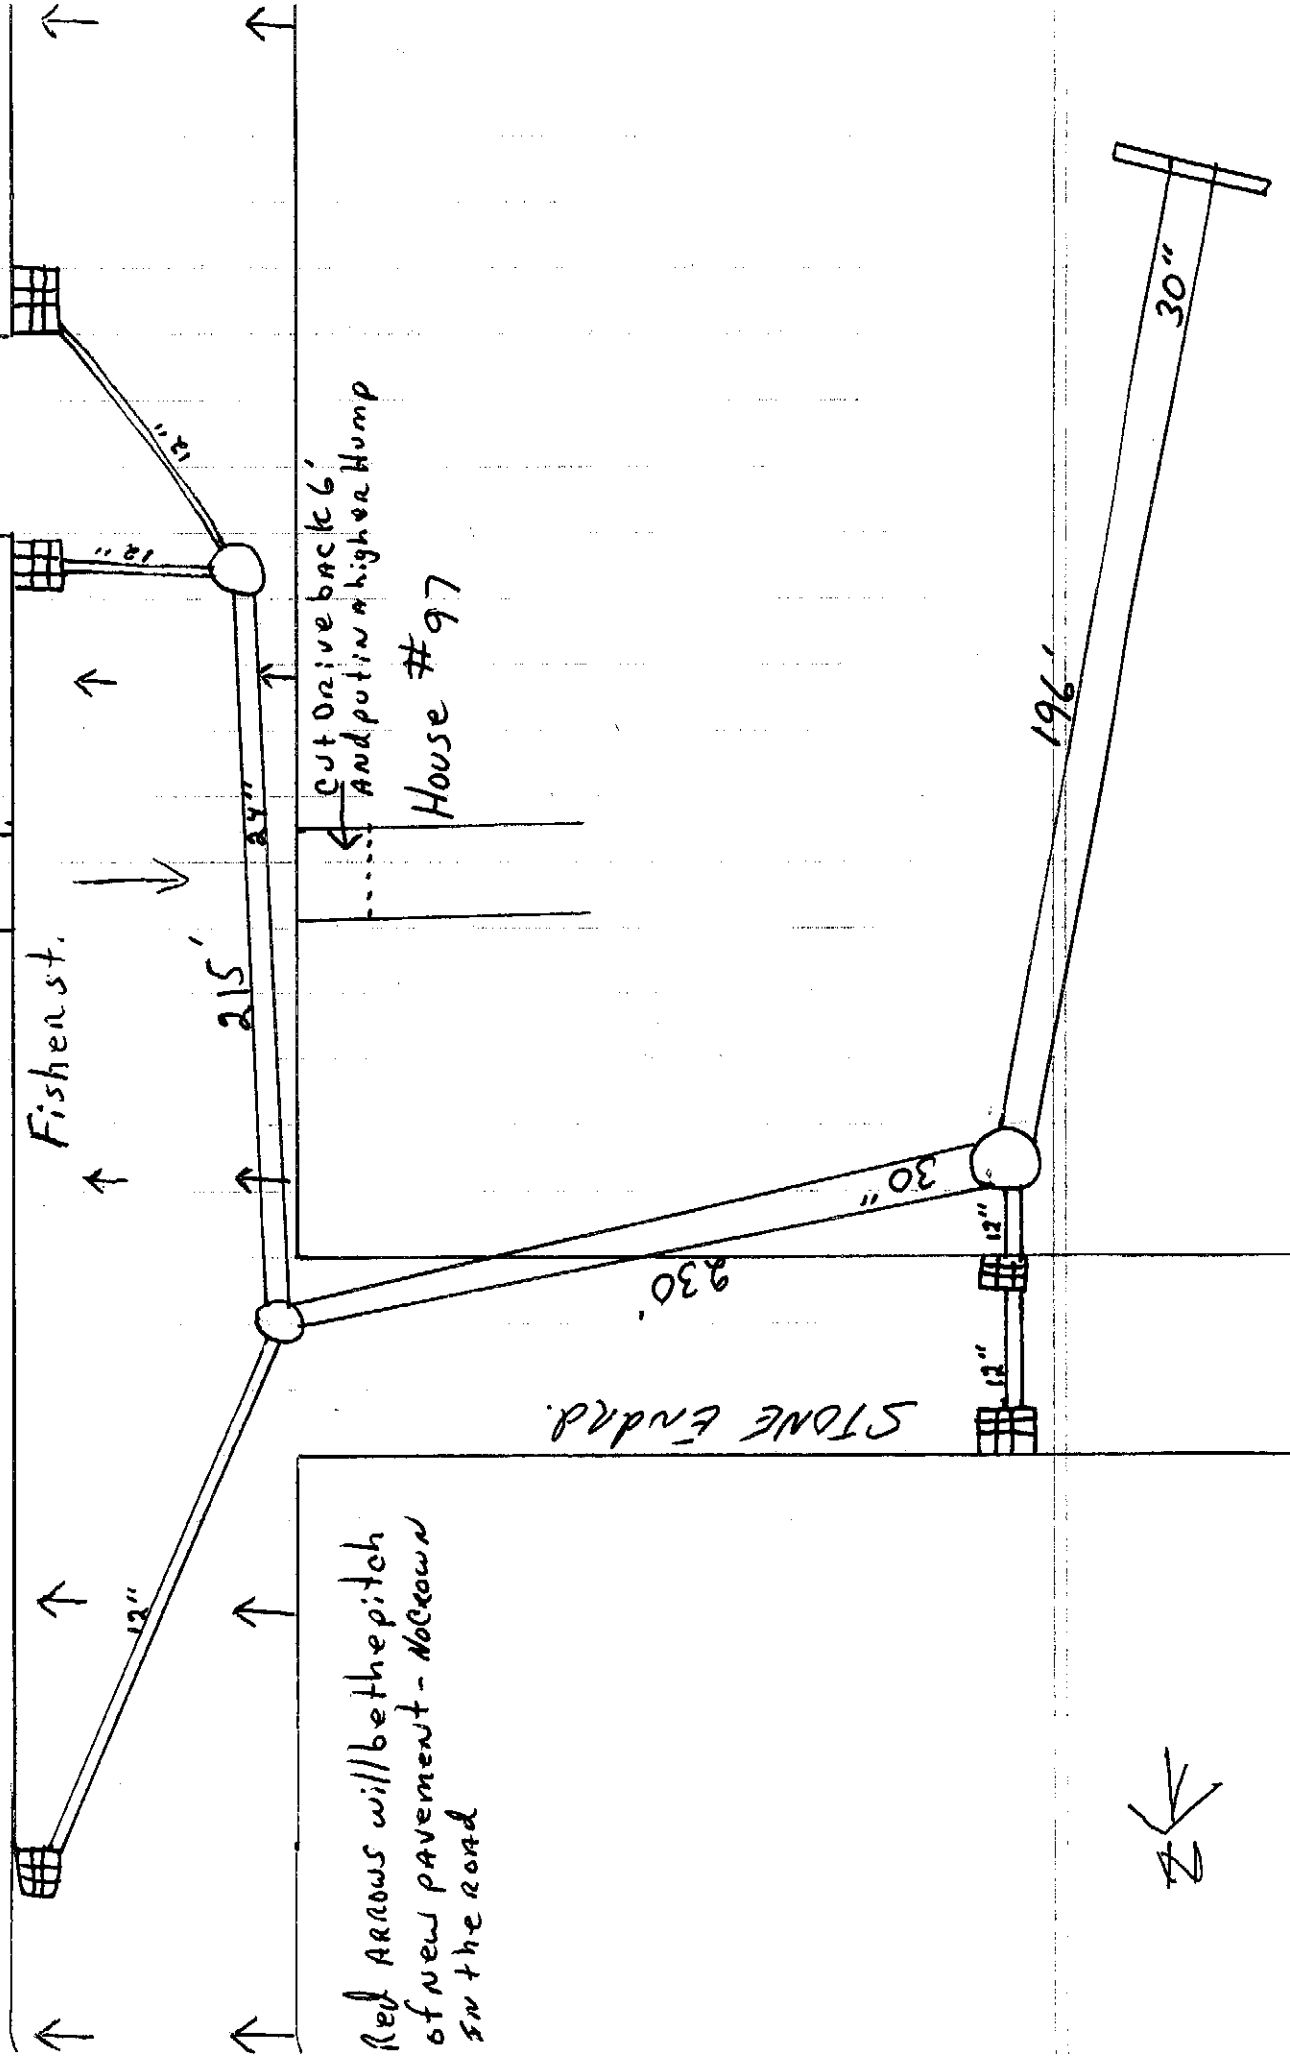 Fisher st.
215'
24"
12"
12"
12"
Cut Drive back 6'
And put in a higher Hump
House #97
Red ARROWS will be the pitch
of new pavement - No Crown
in the road
STONE End rd.
230'
30"
12"
12"
196'
30"
N